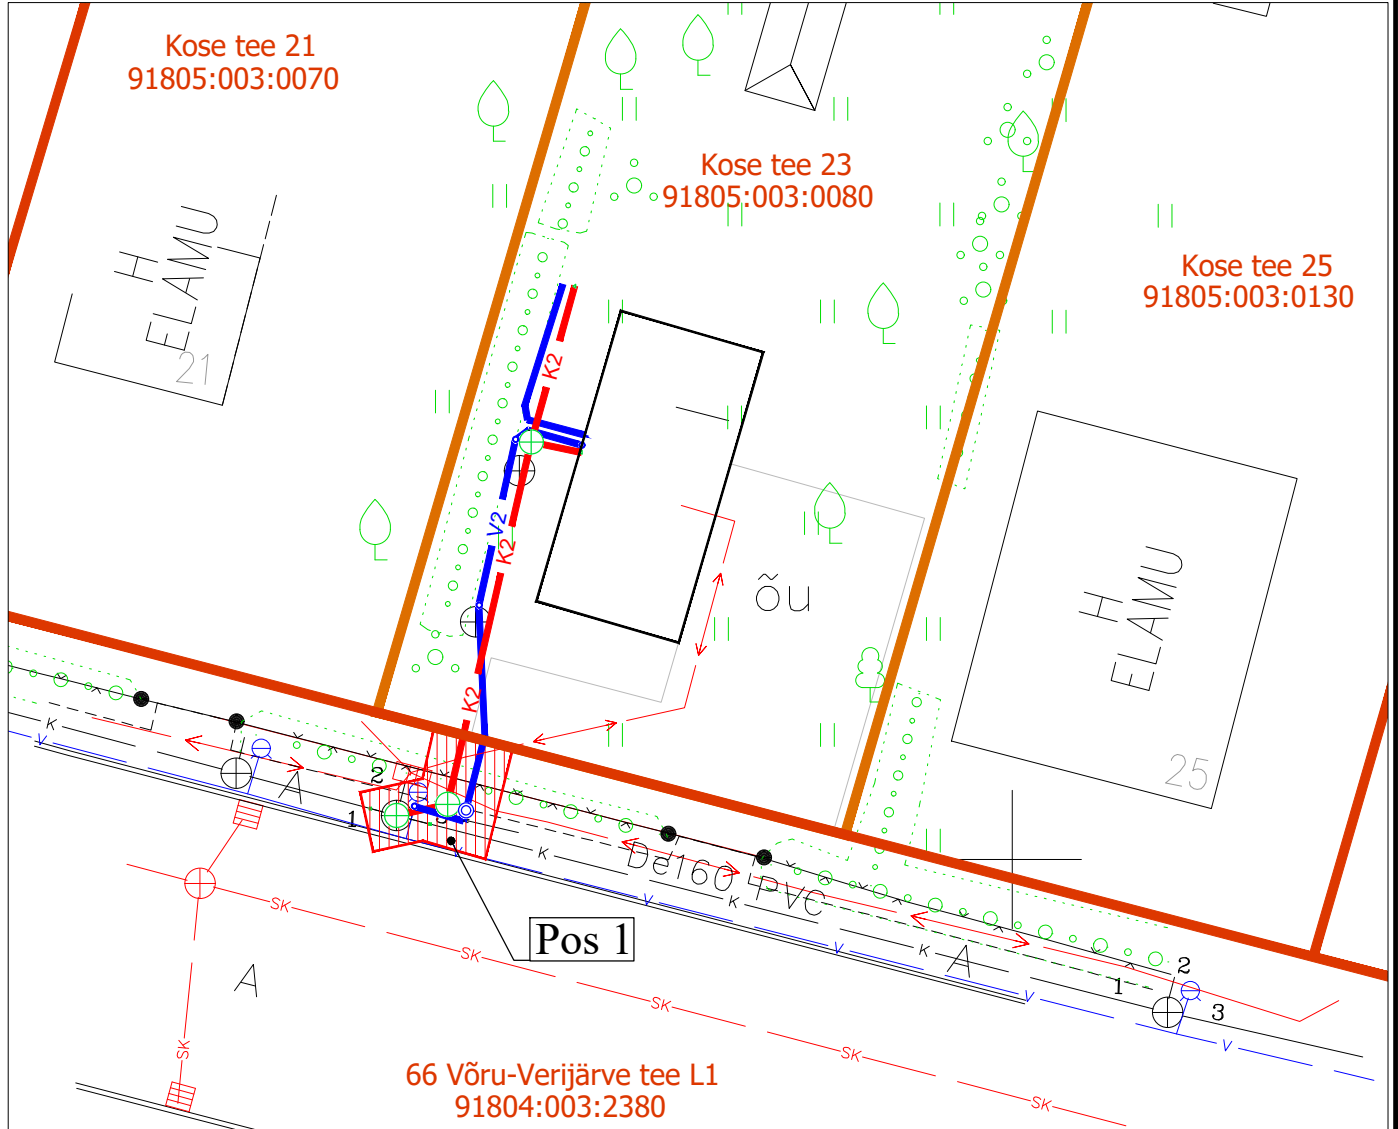 Kose tee 21
91805:003:0070
Kose tee 23
91805:003:0080
Kose tee 25
91805:003:0130
H
ELAMU
21
K2
V2
K2
õu
H
ELAMU
25
K2
K
V
A
2
1
3
K
De160 PVC
K
V
V
K
A
SK
SK
Pos 1
A
SK
SK
V
2
1
3
V
SK
SK
66 Võru-Verijärve tee L1
91804:003:2380